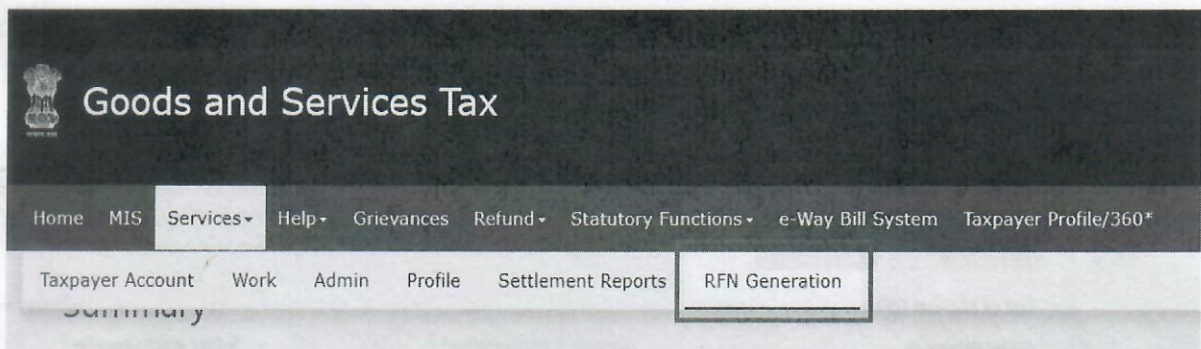 Goods and Services Tax
Home MIS Services Help Grievances Refund Statutory Functions e-Way Bill System Taxpayer Profile/360*
Taxpayer Account Work Admin Profile Settlement Reports RFN Generation
Summary